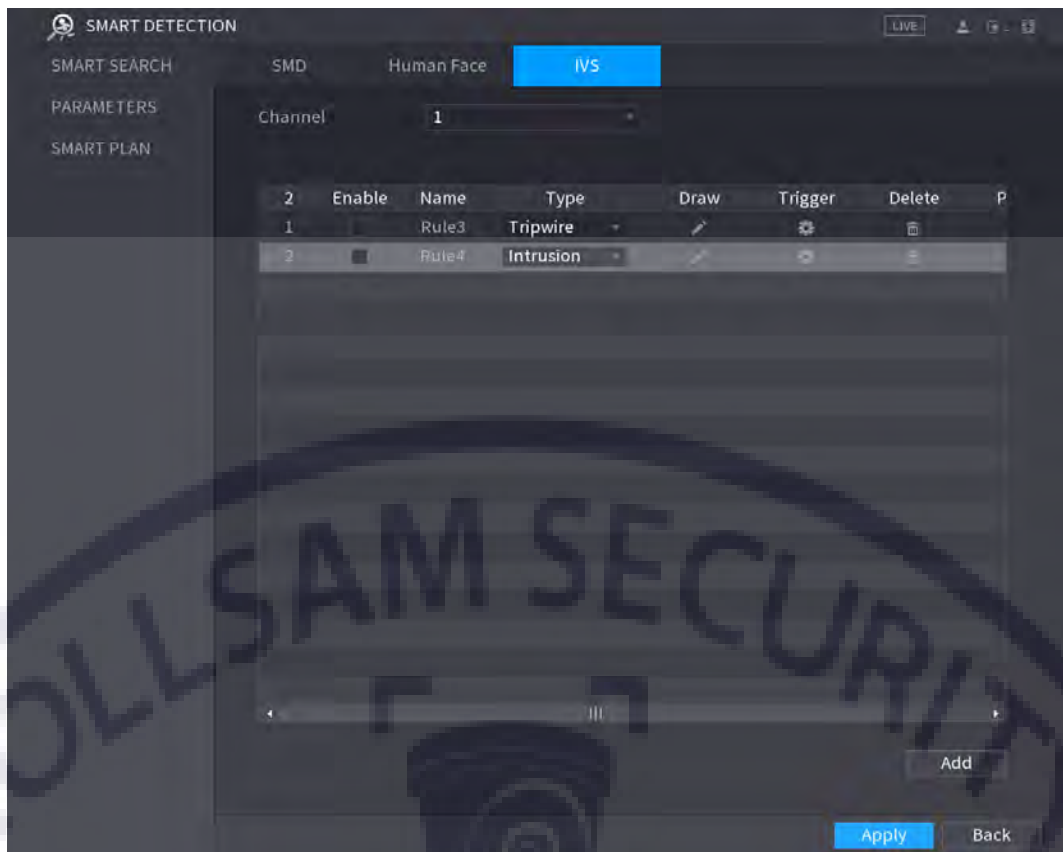 SMART DETECTION
LIVE
SMART SEARCH
SMD Human Face IVS
PARAMETERS
Channel 1
SMART PLAN
2 Enable Name Type Draw Trigger Delete P
1 Rule3 Tripwire
2 Rule4 Intrusion
OLLSAM SECURIT
Add
Apply Back